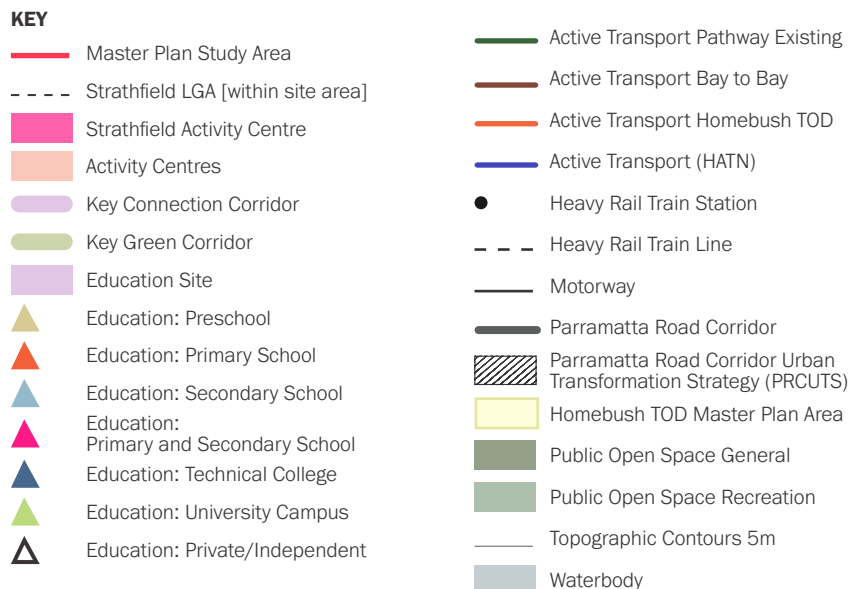 KEY
Master Plan Study Area
Strathfield LGA [within site area]
Strathfield Activity Centre
Activity Centres
Key Connection Corridor
Key Green Corridor
Education Site
Education: Preschool
Education: Primary School
Education: Secondary School
Education:
Primary and Secondary School
Education: Technical College
Education: University Campus
Education: Private/Independent
Active Transport Pathway Existing
Active Transport Bay to Bay
Active Transport Homebush TOD
Active Transport (HATN)
Heavy Rail Train Station
Heavy Rail Train Line
Motorway
Parramatta Road Corridor
Parramatta Road Corridor Urban
Transformation Strategy (PRCUTS)
Homebush TOD Master Plan Area
Public Open Space General
Public Open Space Recreation
Topographic Contours 5m
Waterbody